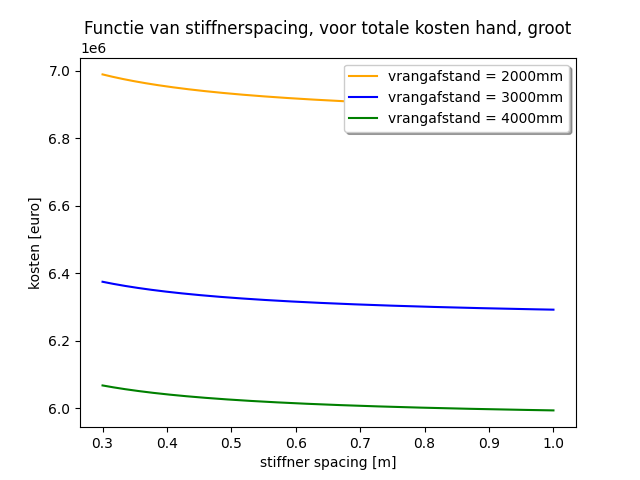 Functie van stiffnerspacing, voor totale kosten hand, groot
1e6
vrangafstand = 2000mm
vrangafstand = 3000mm
vrangafstand = 4000mm
7.0
6.8
6.6
6.4
6.2
6.0
kosten [euro]
0.3 0.4 0.5 0.6 0.7 0.8 0.9 1.0
stiffner spacing [m]